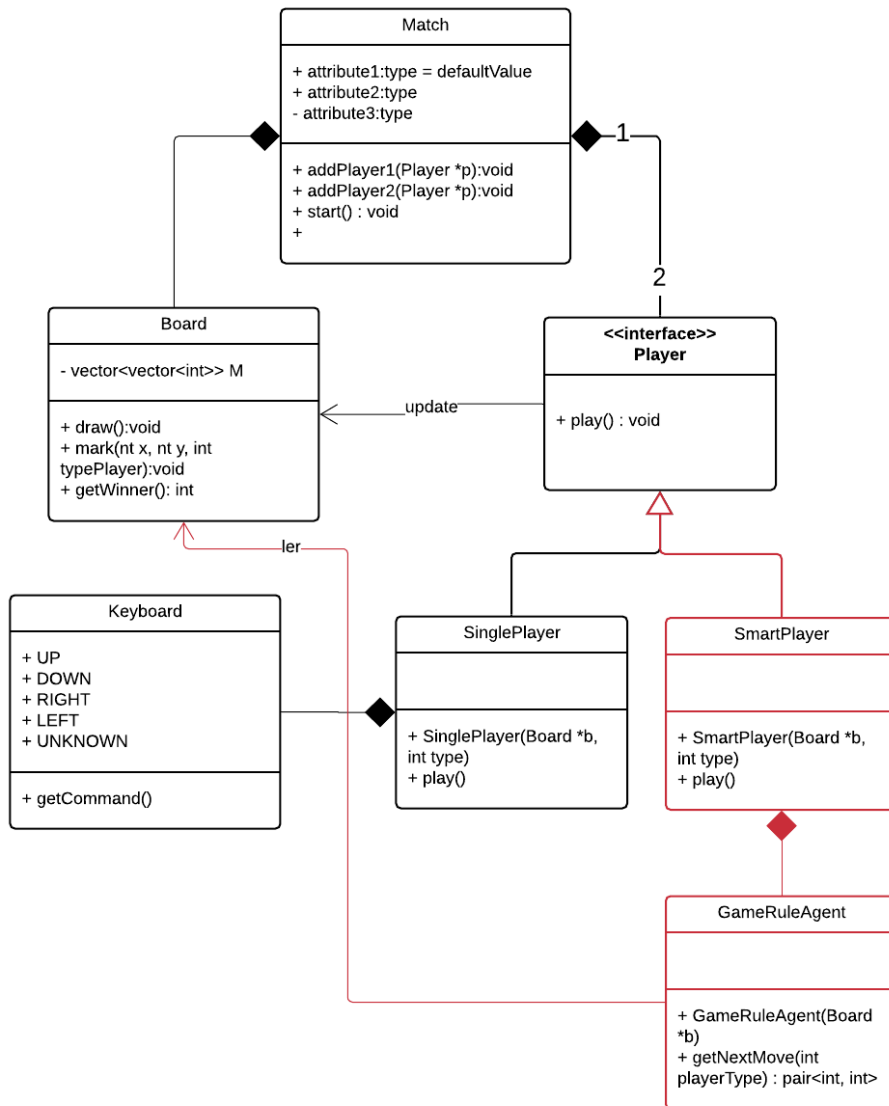 Match
+ attribute1:type = defaultValue
+ attribute2:type
- attribute3:type
+ addPlayer1(Player *p):void
+ addPlayer2(Player *p):void
+ start() : void
+
1
2
Board
- vector<vector<int>> M
+ draw():void
+ mark(nt x, nt y, int
typePlayer):void
+ getWinner(): int
update
<<interface>>
Player
+ play() : void
ler
Keyboard
+ UP
+ DOWN
+ RIGHT
+ LEFT
+ UNKNOWN
+ getCommand()
SinglePlayer
+ SinglePlayer(Board *b,
int type)
+ play()
SmartPlayer
+ SmartPlayer(Board *b,
int type)
+ play()
GameRuleAgent
+ GameRuleAgent(Board
*b)
+ getNextMove(int
playerType) : pair<int, int>